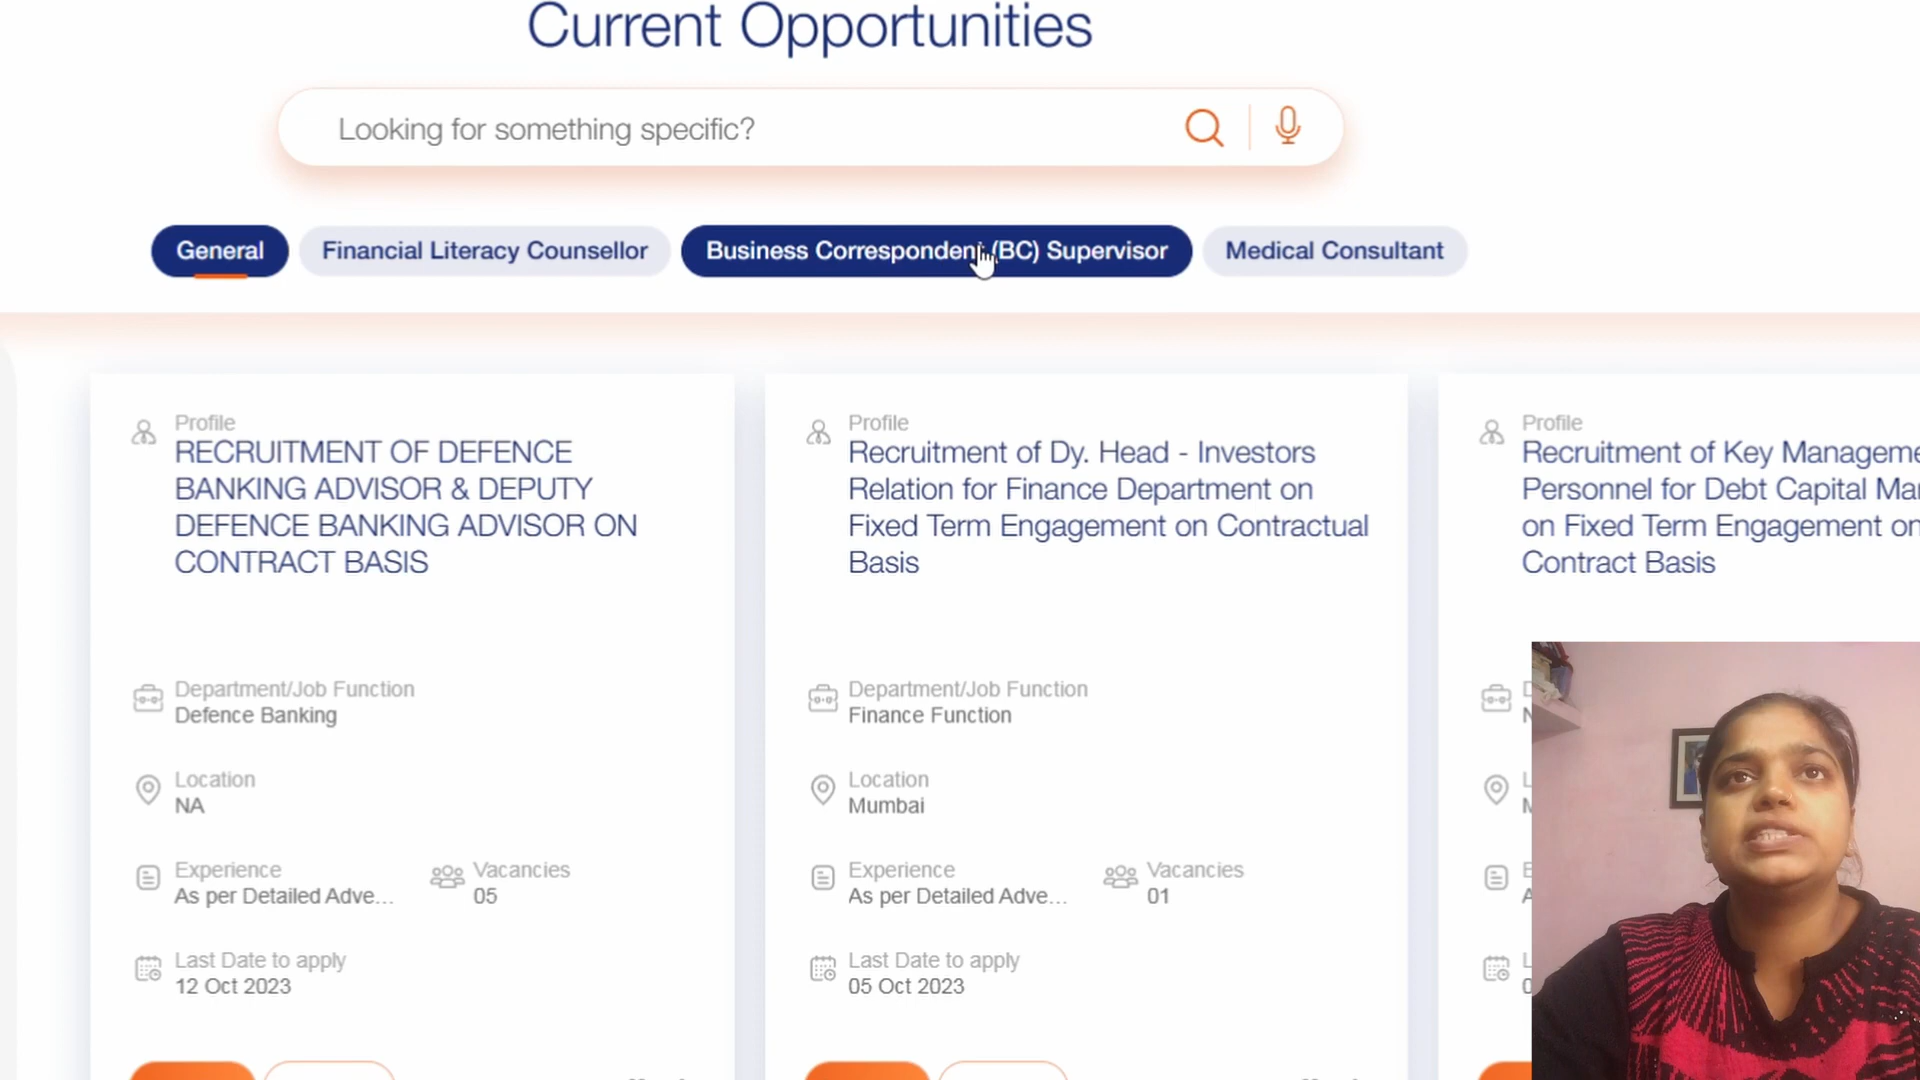 Current Opportunities
Looking for something specific?
General
Financial Literacy Counsellor
Business Correspondent (BC) Supervisor
Medical Consultant
Profile
RECRUITMENT OF DEFENCE
BANKING ADVISOR & DEPUTY
DEFENCE BANKING ADVISOR ON
CONTRACT BASIS
Department/Job Function
Defence Banking
Location
NA
Experience
As per Detailed Adve...
Vacancies
05
Last Date to apply
12 Oct 2023
Profile
Recruitment of Dy. Head - Investors
Relation for Finance Department on
Fixed Term Engagement on Contractual
Basis
Department/Job Function
Finance Function
Location
Mumbai
Experience
As per Detailed Adve...
Vacancies
01
Last Date to apply
05 Oct 2023
Profile
Recruitment of Key
Personnel for Debt Capital
on Fixed Term Engagement on
Contract Basis